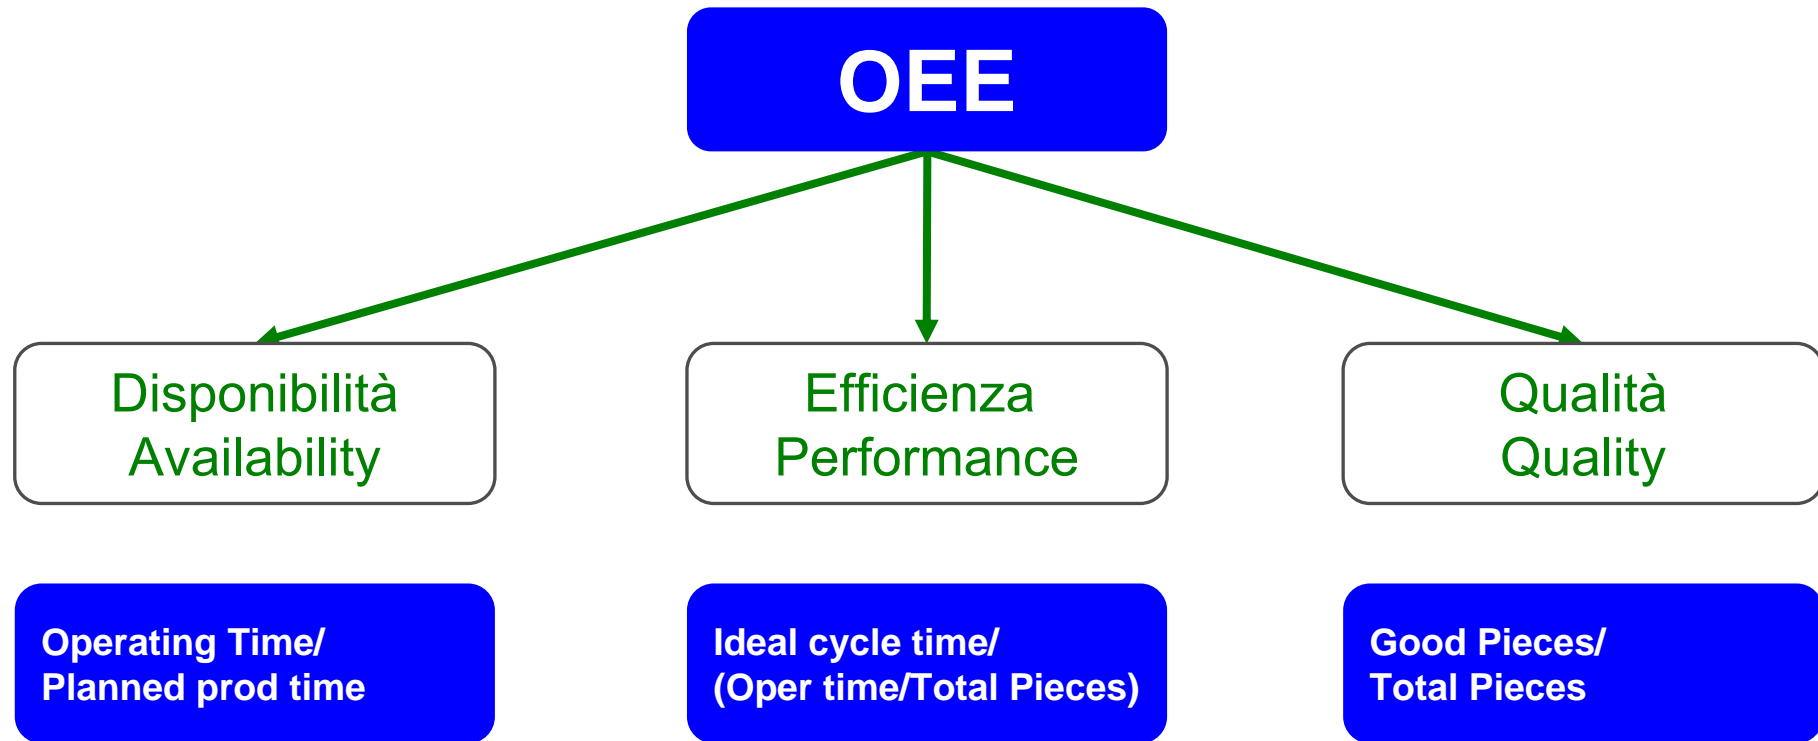 OEE
Disponibilità
Availability
Efficienza
Performance
Qualità
Quality
Operating Time/
Planned prod time
Ideal cycle time/
(Oper time/Total Pieces)
Good Pieces/
Total Pieces